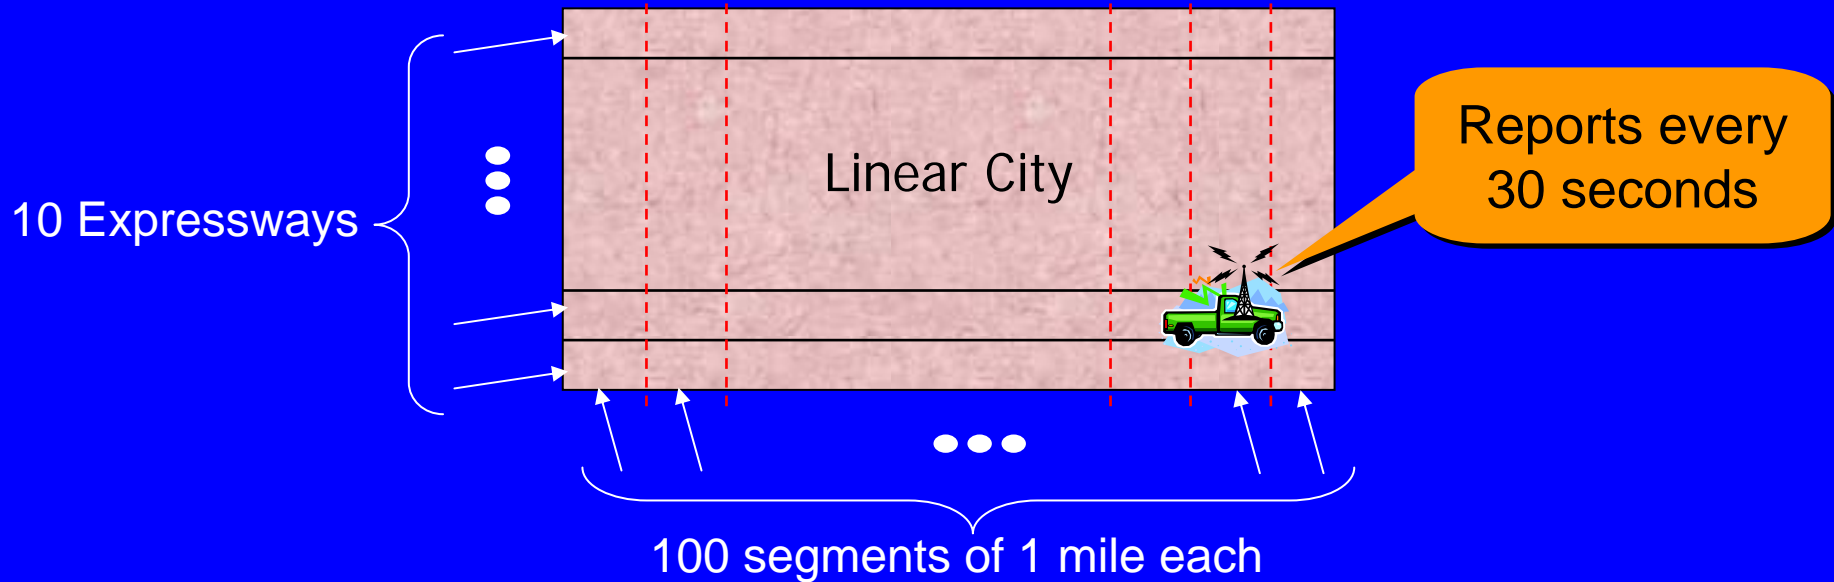 Reports every
30 seconds
Linear City
10 Expressways
100 segments of 1 mile each